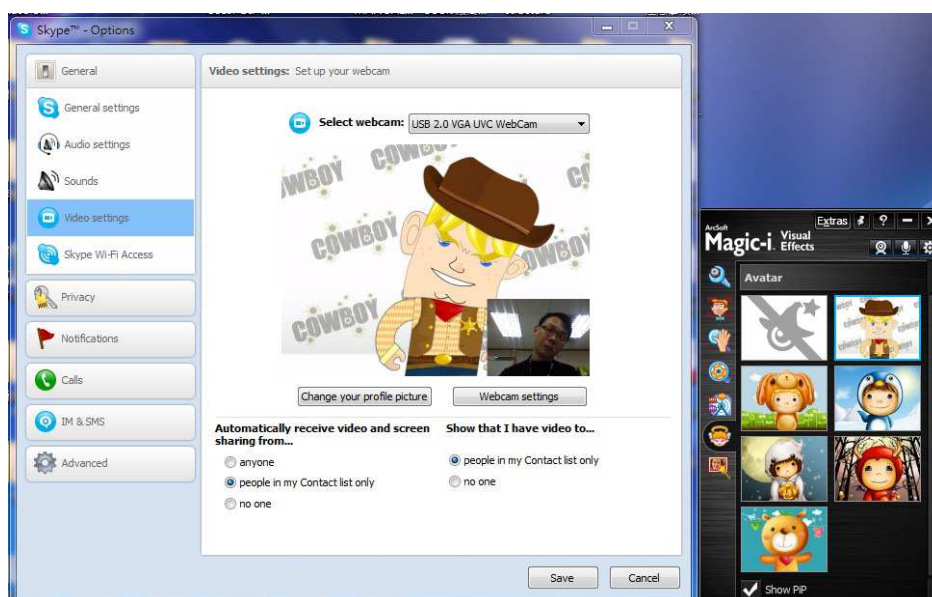 Skype™ - Options
General
General settings
Audio settings
Sounds
Video settings
Skype Wi-Fi Access
Privacy
Notifications
Calls
IM & SMS
Advanced
Video settings: Set up your webcam
Select webcam: USB 2.0 VGA UVC WebCam
COWBOY
COWBOY
COWBOY
Change your profile picture
Webcam settings
Automatically receive video and screen
sharing from...
anyone
people in my Contact list only
no one
Show that I have video to...
people in my Contact list only
no one
Save
Cancel
Extras
ArcSoft
Magic-i Visual
Effects
Avatar
Show PiP